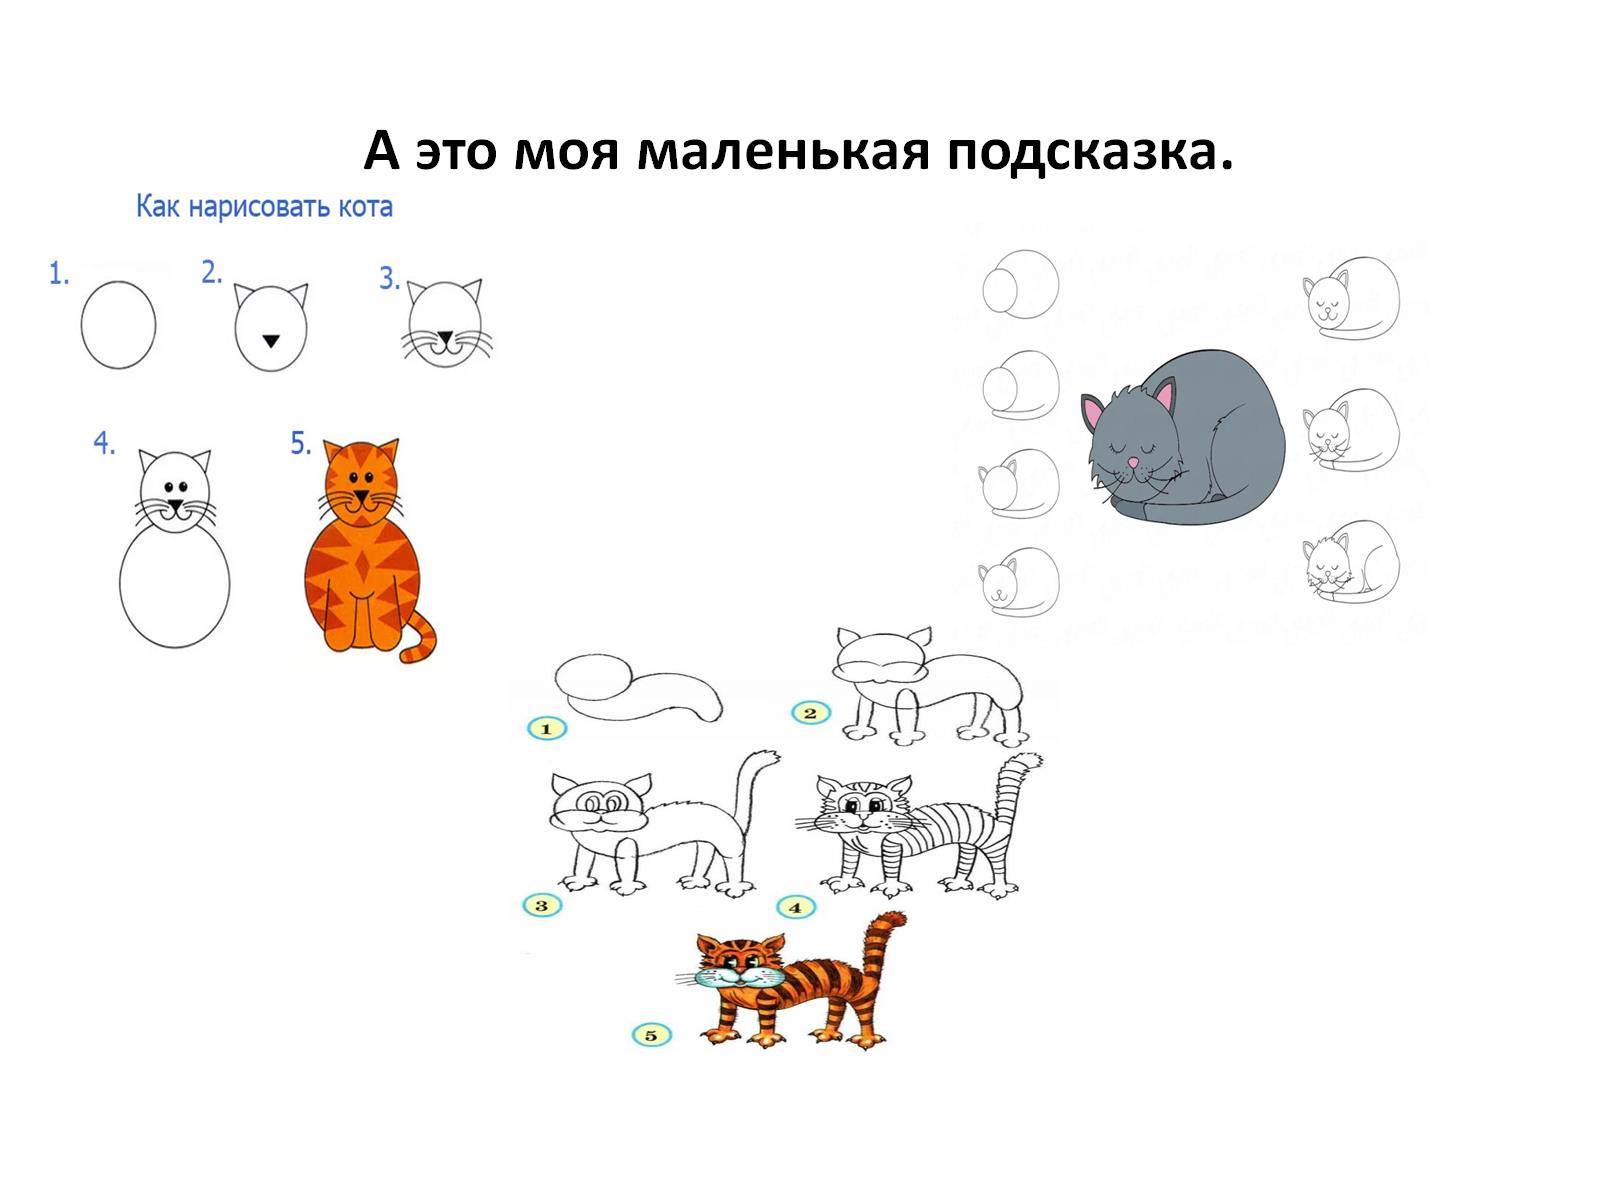 А это моя маленькая подсказка.
Как нарисовать кота
1. 2. 3.
4. 5.
1 2
3 4
5